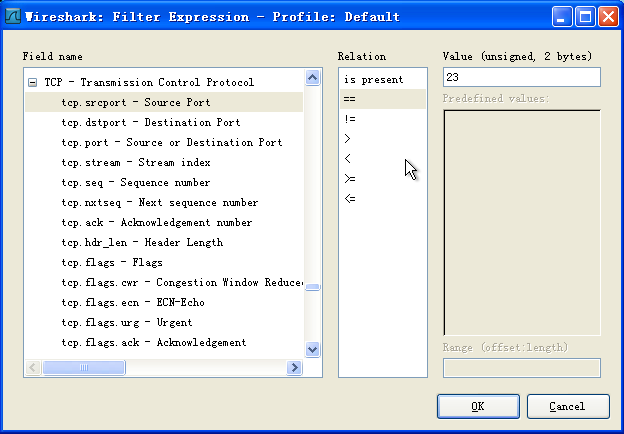 Wireshark: Filter Expression - Profile: Default
Field name
TCP - Transmission Control Protocol
tcp.srcport - Source Port
tcp.dstport - Destination Port
tcp.port - Source or Destination Port
tcp.stream - Stream index
tcp.seq - Sequence number
tcp.nxtseq - Next sequence number
tcp.ack - Acknowledgement number
tcp.hdr_len - Header Length
tcp.flags - Flags
tcp.flags.cwr - Congestion Window Reduced
tcp.flags.ecn - ECN-Echo
tcp.flags.urg - Urgent
tcp.flags.ack - Acknowledgement
Relation
is present
==
!=
>
<
>=
<=
Value (unsigned, 2 bytes)
23
Predefined values:
Range (offset:length)
OK
Cancel